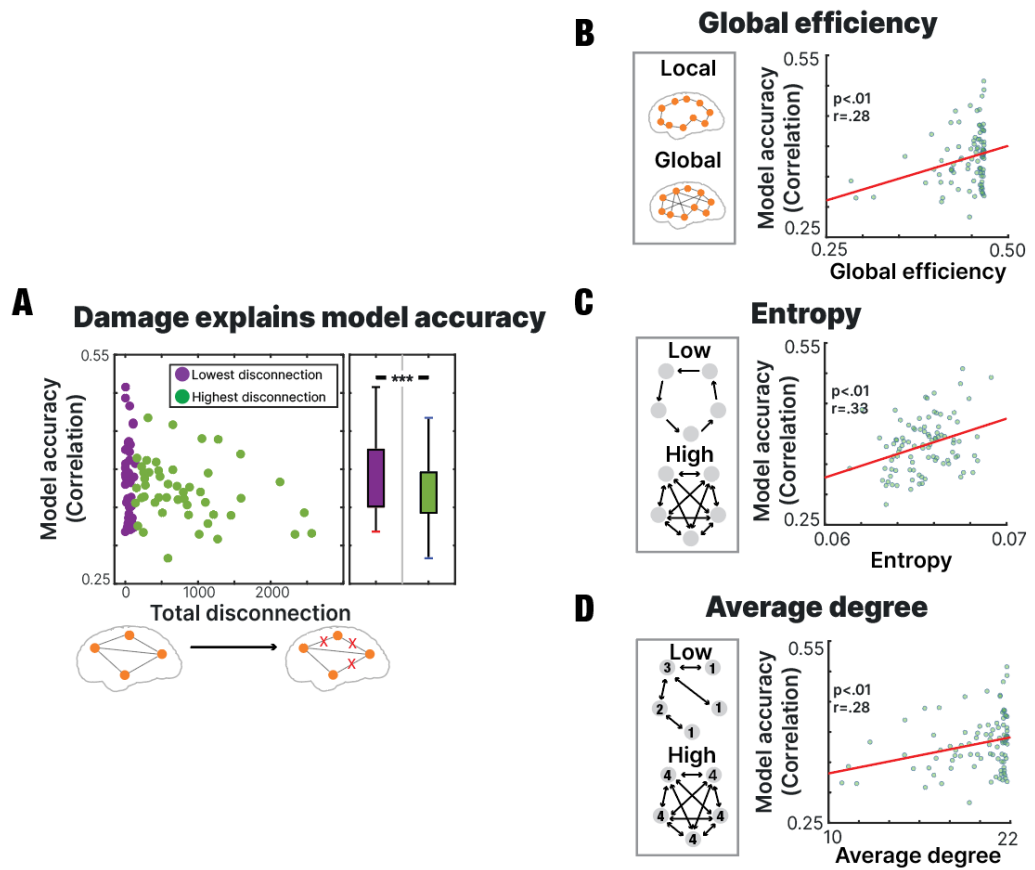 A
Damage explains model accuracy
0.55
Model accuracy
(Correlation)
0.25
Lowest disconnection
Highest disconnection
***
0
1000
2000
Total disconnection
X
X
X
B
Global efficiency
Local
Global
0.55
Model accuracy
(Correlation)
0.25
p<.01
r=.28
0.25
0.50
Global efficiency
C
Entropy
Low
High
0.55
Model accuracy
(Correlation)
0.25
p<.01
r=.33
0.06
0.07
Entropy
D
Average degree
Low
3
1
2
1
1
High
4
4
4
4
4
0.55
Model accuracy
(Correlation)
0.25
p<.01
r=.28
10
22
Average degree